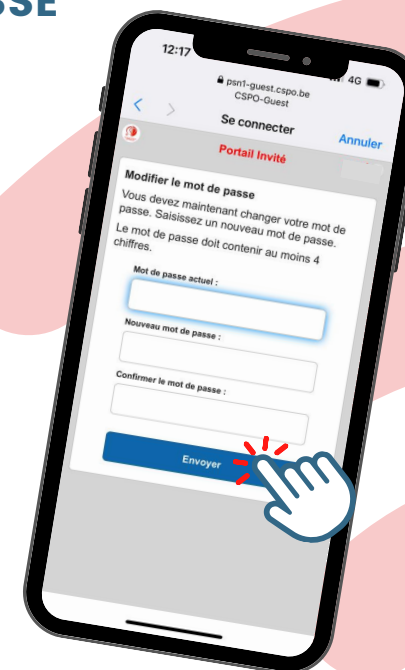 SSE
12:17
4G
psn1-guest.cspo.be
CSPO-Guest
Se connecter
Annuler
Portail Invité
Modifier le mot de passe
Vous devez maintenant changer votre mot de
passe. Saisissez un nouveau mot de passe.
Le mot de passe doit contenir au moins 4
chiffres.
Mot de passe actuel :
Nouveau mot de passe :
Confirmer le mot de passe :
Envoyer